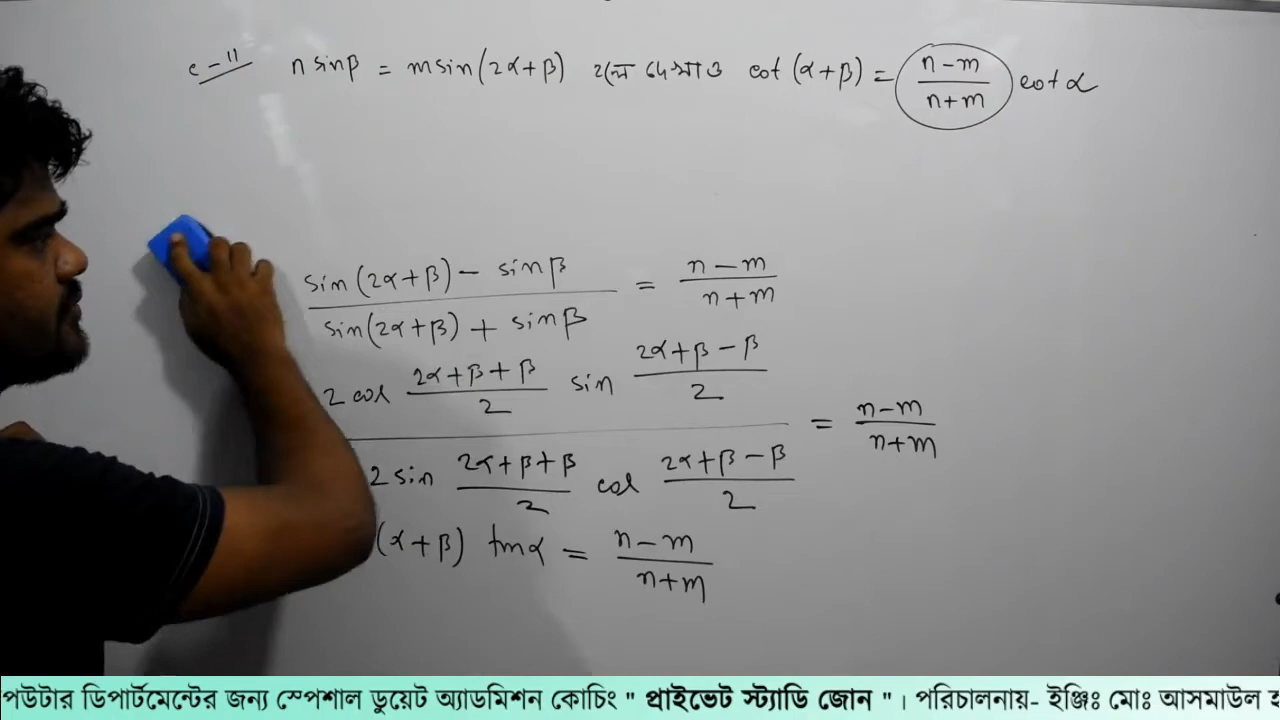 c-11 n sinβ = m sin(2α+β) হলে দেখাও cot (α+β) = (n-m)/(n+m) cot α
(sin(2α+β) - sinβ)/(sin(2α+β) + sinβ) = (n-m)/(n+m)
(2 cos (2α+β+β)/2 sin (2α+β-β)/2)/(2 sin (2α+β+β)/2 cos (2α+β-β)/2) = (n-m)/(n+m)
(α+β) tanα = (n-m)/(n+m)
পউটার ডিপার্টমেন্টের জন্য স্পেশাল ডুয়েট অ্যাডমিশন কোচিং " প্রাইভেট স্ট্যাডি জোন " । পরিচালনায়- ইঞ্জিঃ মোঃ আসমাউল